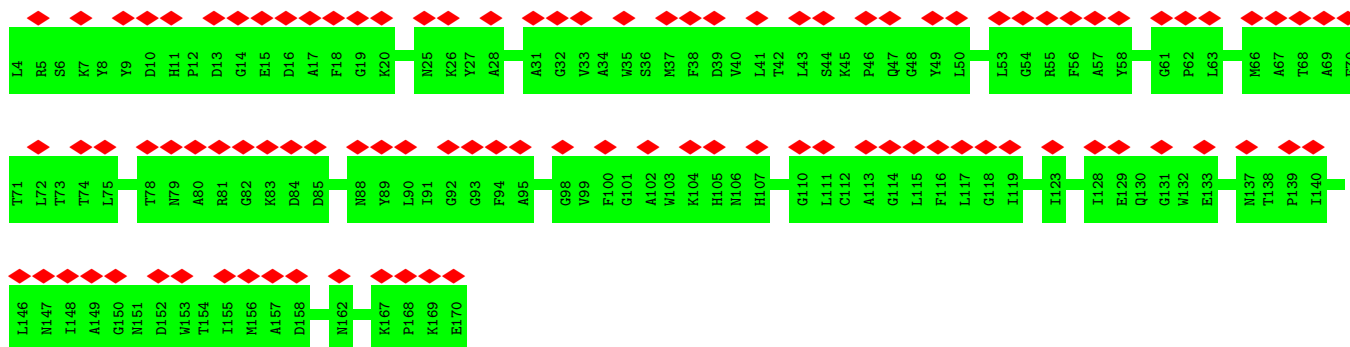 L4 R5 S6 K7 Y8 Y9 D10 H11 P12 D13 G14 E15 D16 A17 F18 G19 K20 N25 K26 Y27 A28 A31 G32 V33 A34 W35 S36 M37 F38 D39 V40 L41 T42 L43 S44 K45 P46 Q47 G48 Y49 L50 L53 G54 R55 F56 A57 Y58 G61 P62 L63 M66 A67 T68 A69
T71 L72 T73 T74 L75 T78 N79 A80 R81 G82 K83 D84 D85 N88 Y89 L90 I91 G92 G93 F94 A95 G98 V99 F100 G101 A102 W103 K104 H105 N106 H107 G110 L111 C112 A113 G114 L115 F116 L117 G118 I119 I123 I128 E129 Q130 G131 W132 E133 N137 T138 P139 I140
L146 N147 I148 A149 G150 N151 D152 W153 T154 I155 M156 A157 D158 N162 K167 P168 K169 E170